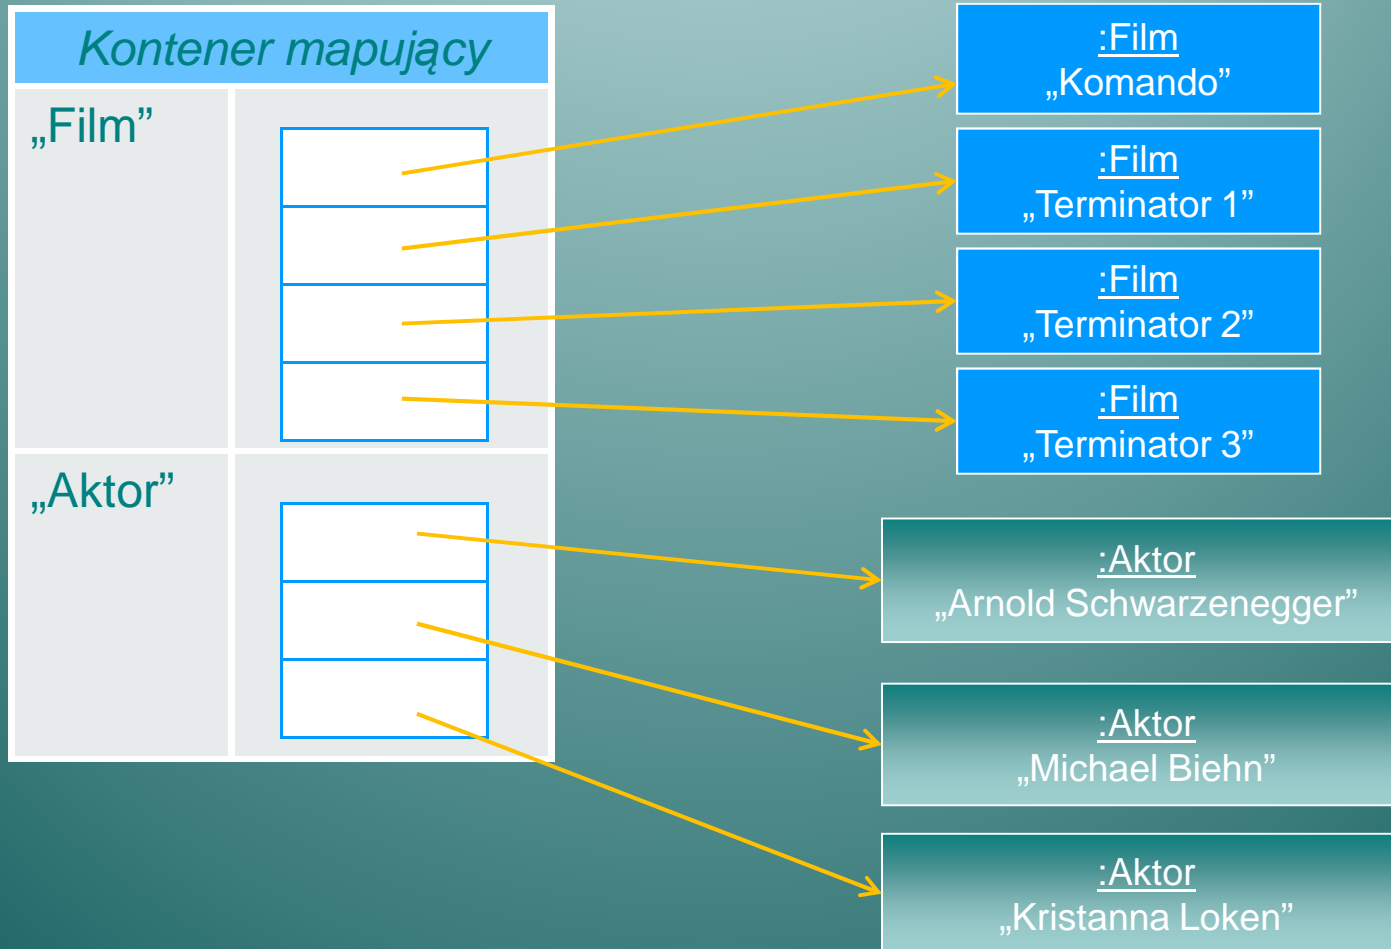 Kontener mapujący
„Film”
„Aktor”
:Film
„Komando”
:Film
„Terminator 1”
:Film
„Terminator 2”
:Film
„Terminator 3”
:Aktor
„Arnold Schwarzenegger”
:Aktor
„Michael Biehn”
:Aktor
„Kristanna Loken”